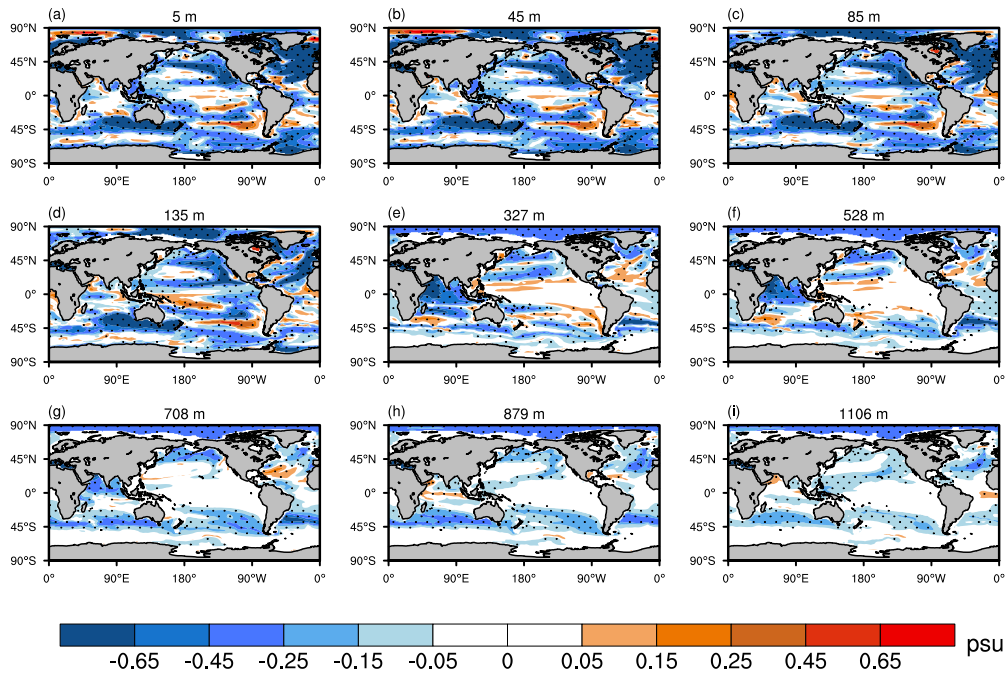 (a) 5 m (b) 45 m (c) 85 m
90°N 90°N 90°N
45°N 45°N 45°N
0° 0° 0°
45°S 45°S 45°S
90°S 90°S 90°S
0° 90°E 180° 90°W 0° 0° 90°E 180° 90°W 0° 0° 90°E 180° 90°W 0°
(d) 135 m (e) 327 m (f) 528 m
90°N 90°N 90°N
45°N 45°N 45°N
0° 0° 0°
45°S 45°S 45°S
90°S 90°S 90°S
0° 90°E 180° 90°W 0° 0° 90°E 180° 90°W 0° 0° 90°E 180° 90°W 0°
(g) 708 m (h) 879 m (i) 1106 m
90°N 90°N 90°N
45°N 45°N 45°N
0° 0° 0°
45°S 45°S 45°S
90°S 90°S 90°S
0° 90°E 180° 90°W 0° 0° 90°E 180° 90°W 0° 0° 90°E 180° 90°W 0°
psu
-0.65 -0.45 -0.25 -0.15 -0.05 0 0.05 0.15 0.25 0.45 0.65